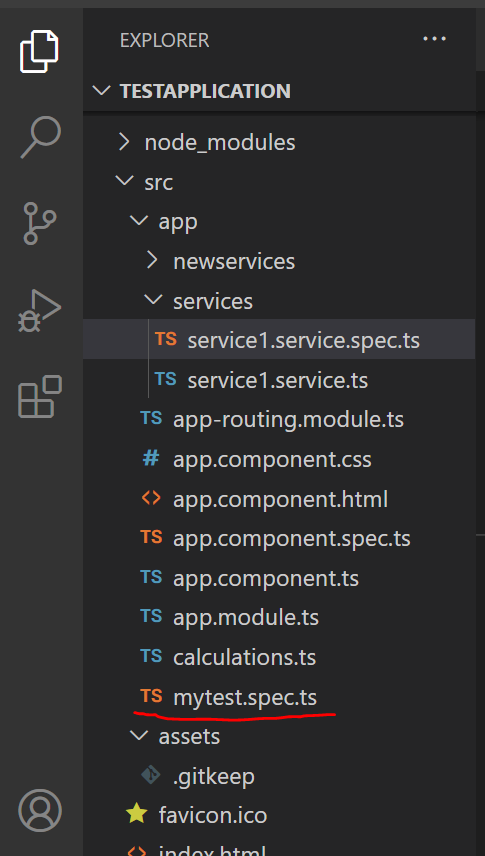 EXPLORER
TESTAPPLICATION
node_modules
src
app
newservices
services
TS service1.service.spec.ts
TS service1.service.ts
TS app-routing.module.ts
# app.component.css
<> app.component.html
TS app.component.spec.ts
TS app.component.ts
TS app.module.ts
TS calculations.ts
TS mytest.spec.ts
assets
.gitkeep
favicon.ico
<> index.html